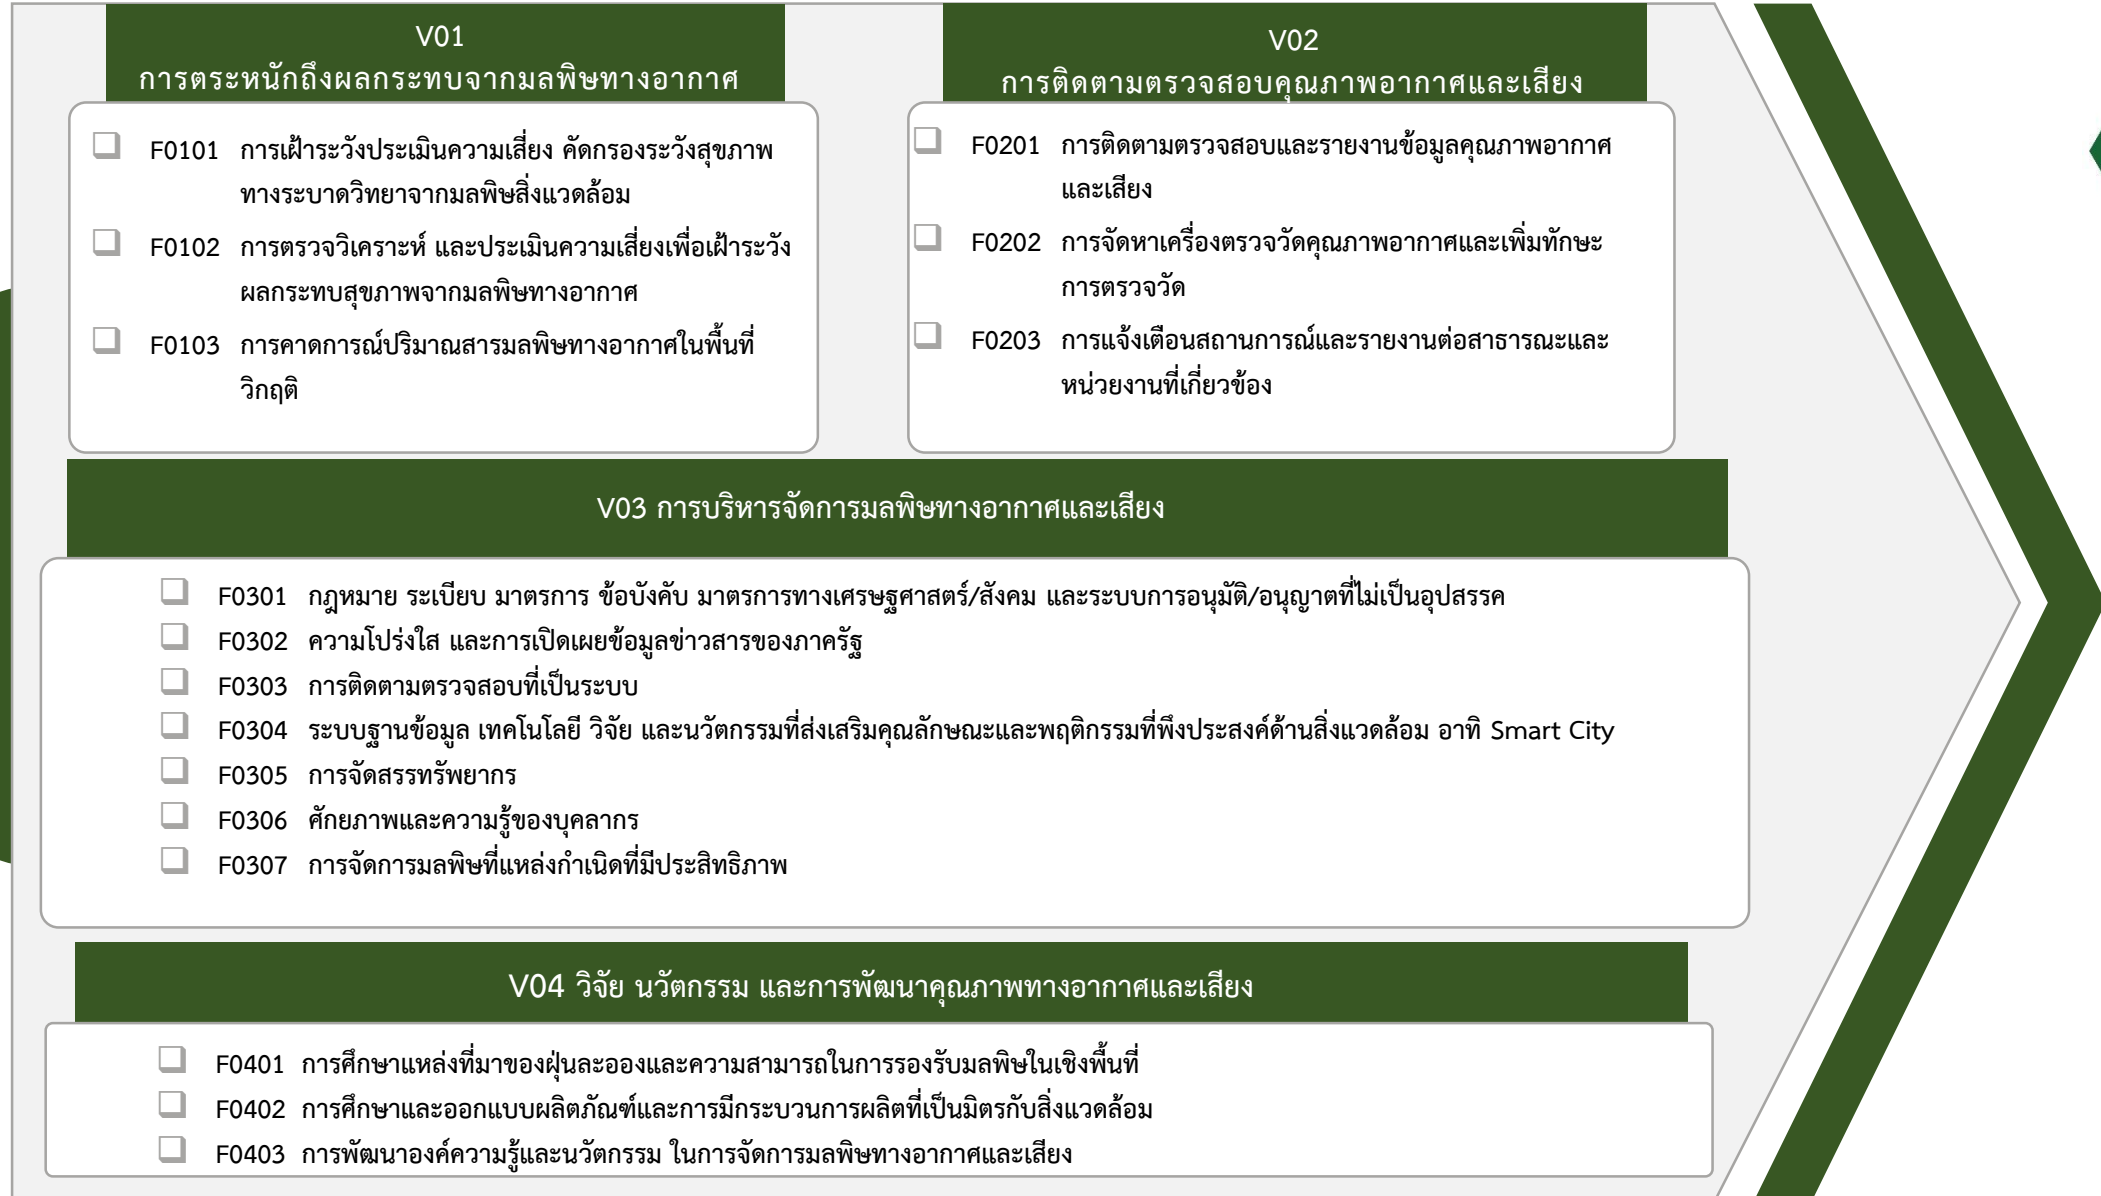 V01
การตระหนักถึงผลกระทบจากมลพิษทางอากาศ
F0101 การเฝ้าระวังประเมินความเสี่ยง คัดกรองระวังสุขภาพ
ทางระบาดวิทยาจากมลพิษสิ่งแวดล้อม
F0102 การตรวจวิเคราะห์ และประเมินความเสี่ยงเพื่อเฝ้าระวัง
ผลกระทบสุขภาพจากมลพิษทางอากาศ
F0103 การคาดการณ์ปริมาณสารมลพิษทางอากาศในพื้นที่
วิกฤติ
V02
การติดตามตรวจสอบคุณภาพอากาศและเสียง
F0201 การติดตามตรวจสอบและรายงานข้อมูลคุณภาพอากาศ
และเสียง
F0202 การจัดหาเครื่องตรวจวัดคุณภาพอากาศและเพิ่มทักษะ
การตรวจวัด
F0203 การแจ้งเตือนสถานการณ์และรายงานต่อสาธารณะและ
หน่วยงานที่เกี่ยวข้อง
V03 การบริหารจัดการมลพิษทางอากาศและเสียง
F0301 กฎหมาย ระเบียบ มาตรการ ข้อบังคับ มาตรการทางเศรษฐศาสตร์/สังคม และระบบการอนุมัติ/อนุญาตที่ไม่เป็นอุปสรรค
F0302 ความโปร่งใส และการเปิดเผยข้อมูลข่าวสารของภาครัฐ
F0303 การติดตามตรวจสอบที่เป็นระบบ
F0304 ระบบฐานข้อมูล เทคโนโลยี วิจัย และนวัตกรรมที่ส่งเสริมคุณลักษณะและพฤติกรรมที่พึงประสงค์ด้านสิ่งแวดล้อม อาทิ Smart City
F0305 การจัดสรรทรัพยากร
F0306 ศักยภาพและความรู้ของบุคลากร
F0307 การจัดการมลพิษที่แหล่งกำเนิดที่มีประสิทธิภาพ
V04 วิจัย นวัตกรรม และการพัฒนาคุณภาพทางอากาศและเสียง
F0401 การศึกษาแหล่งที่มาของฝุ่นละอองและความสามารถในการรองรับมลพิษในเชิงพื้นที่
F0402 การศึกษาและออกแบบผลิตภัณฑ์และการมีกระบวนการผลิตที่เป็นมิตรกับสิ่งแวดล้อม
F0403 การพัฒนาองค์ความรู้และนวัตกรรม ในการจัดการมลพิษทางอากาศและเสียง